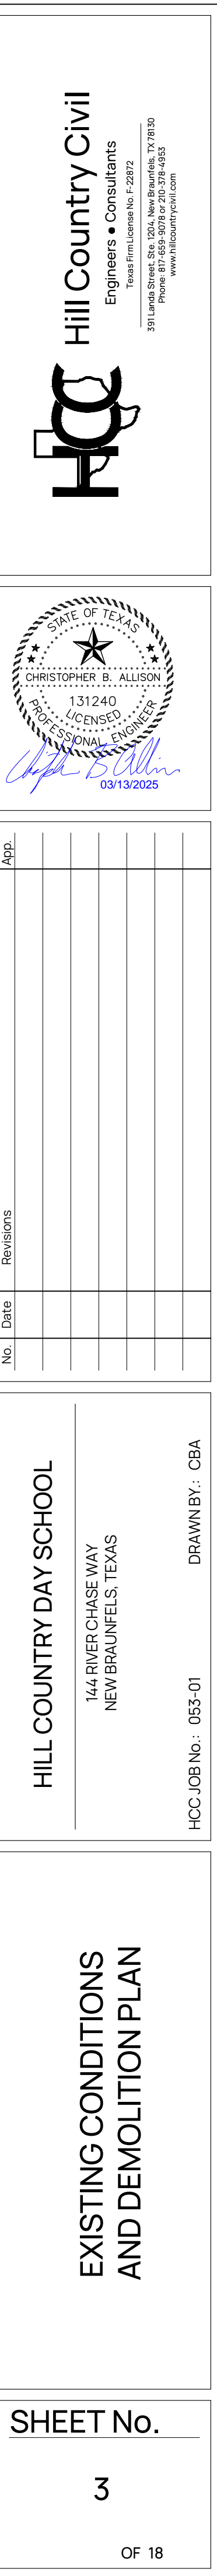 HCC
Hill Country Civil
Engineers ● Consultants
Texas Firm License No. F-22872
391 Landa Street, Ste. 1204, New Braunfels, TX 78130
Phone: 817-659-9078 or 210-378-4953
www.hillcountrycivil.com
STATE OF TEXAS
CHRISTOPHER B. ALLISON
131240
LICENSED
PROFESSIONAL ENGINEER
Christopher B Allison
03/13/2025
No. Date Revisions App.
HILL COUNTRY DAY SCHOOL
144 RIVER CHASE WAY
NEW BRAUNFELS, TEXAS
HCC JOB No.: 053-01 DRAWN BY.: CBA
EXISTING CONDITIONS
AND DEMOLITION PLAN
SHEET No.
3
OF 18